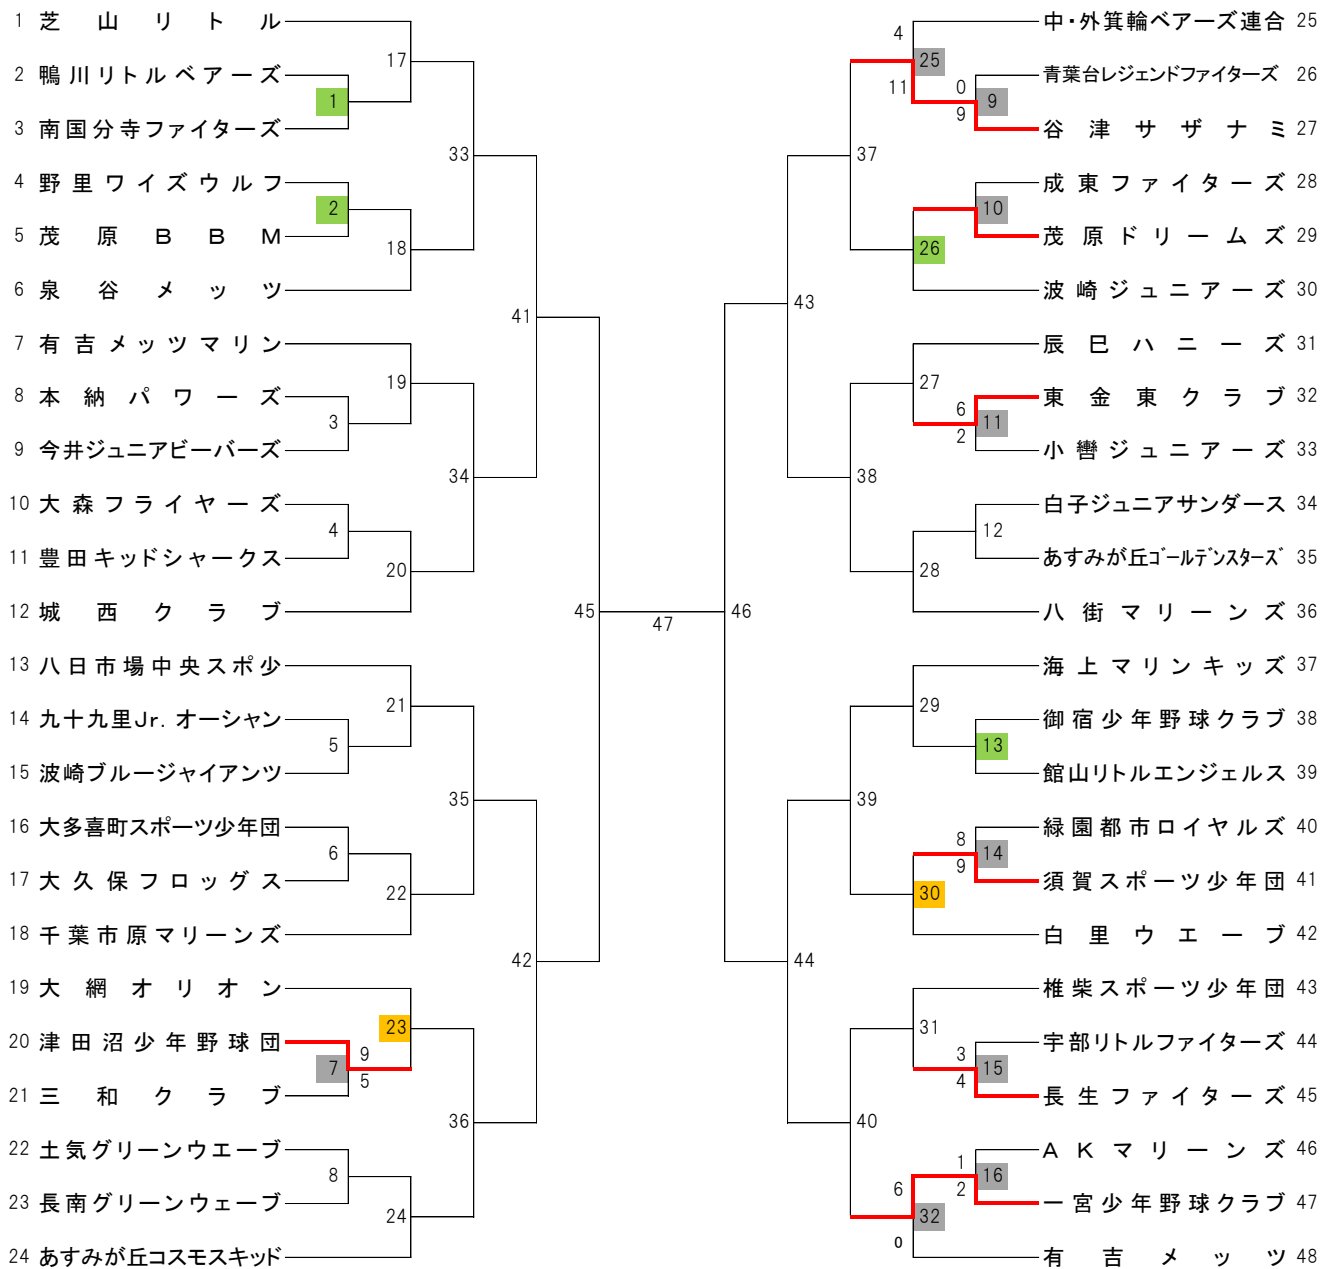 1 芝山リトル
2 鴨川リトルベアーズ
3 南国分寺ファイターズ
4 野里ワイズウルフ
5 茂原BBM
6 泉谷メッツ
7 有吉メッツマリン
8 本納パワーズ
9 今井ジュニアビーバーズ
10 大森フライヤーズ
11 豊田キッドシャークス
12 城西クラブ
13 八日市場中央スポ少
14 九十九里Jr. オーシャン
15 波崎ブルージャイアンツ
16 大多喜町スポーツ少年団
17 大久保フロッグス
18 千葉市原マリーンズ
19 大網オリオン
20 津田沼少年野球団
21 三和クラブ
22 土気グリーンウエーブ
23 長南グリーンウェーブ
24 あすみが丘コスモスキッド
1
2
3
4
5
6
7
9
5
8
17
18
19
20
21
22
23
24
33
34
35
36
41
42
45
47
46
43
44
37
38
39
40
4
25
11
26
27
28
29
30
31
6
32
0
0
9
9
10
6
11
2
12
13
8
14
9
3
15
4
1
16
2
中・外箕輪ベアーズ連合 25
青葉台レジェンドファイターズ 26
谷津サザナミ 27
成東ファイターズ 28
茂原ドリームズ 29
波崎ジュニアーズ 30
辰巳ハニーズ 31
東金東クラブ 32
小轡ジュニアーズ 33
白子ジュニアサンダース 34
あすみが丘ゴールデンスターズ 35
八街マリーンズ 36
海上マリンキッズ 37
御宿少年野球クラブ 38
館山リトルエンジェルス 39
緑園都市ロイヤルズ 40
須賀スポーツ少年団 41
白里ウエーブ 42
椎柴スポーツ少年団 43
宇部リトルファイターズ 44
長生ファイターズ 45
AKマリーンズ 46
一宮少年野球クラブ 47
有吉メッツ 48